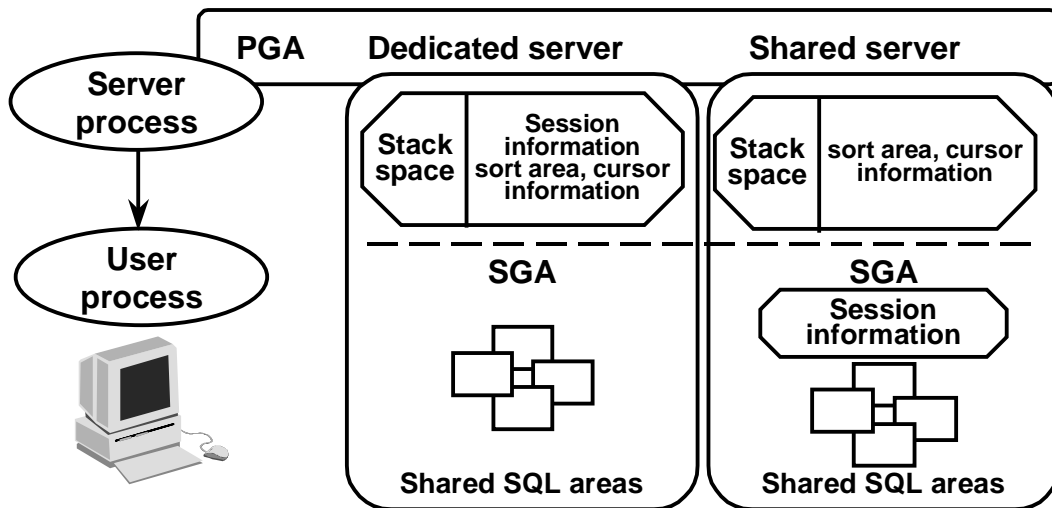 PGA
Dedicated server
Shared server
Server
process
Stack
space
Session
information
sort area, cursor
information
Stack
space
sort area, cursor
information
User
process
SGA
SGA
Session
information
Shared SQL areas
Shared SQL areas